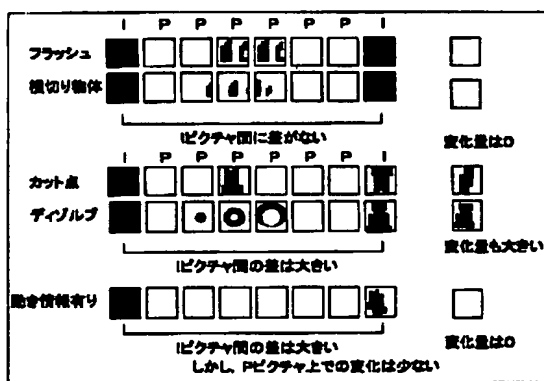 I P P P P P I
フラッシュ
横切り物体
Iピクチャ間に差がない
変化量は0
I P P P P P I
カット点
ディゾルブ
Iピクチャ間の差は大きい
変化量も大きい
動き情報有り
Iピクチャ間の差は大きい
しかし、Pピクチャ上での変化は少ない
変化量は0